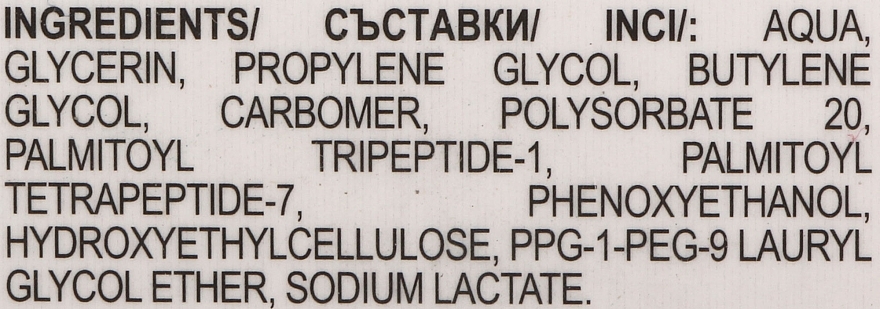 INGREDIENTS/ СЪСТАВКИ/ INCI/: AQUA,
GLYCERIN, PROPYLENE GLYCOL, BUTYLENE
GLYCOL, CARBOMER, POLYSORBATE 20,
PALMITOYL TRIPEPTIDE-1, PALMITOYL
TETRAPEPTIDE-7, PHENOXYETHANOL,
HYDROXYETHYLCELLULOSE, PPG-1-PEG-9 LAURYL
GLYCOL ETHER, SODIUM LACTATE.